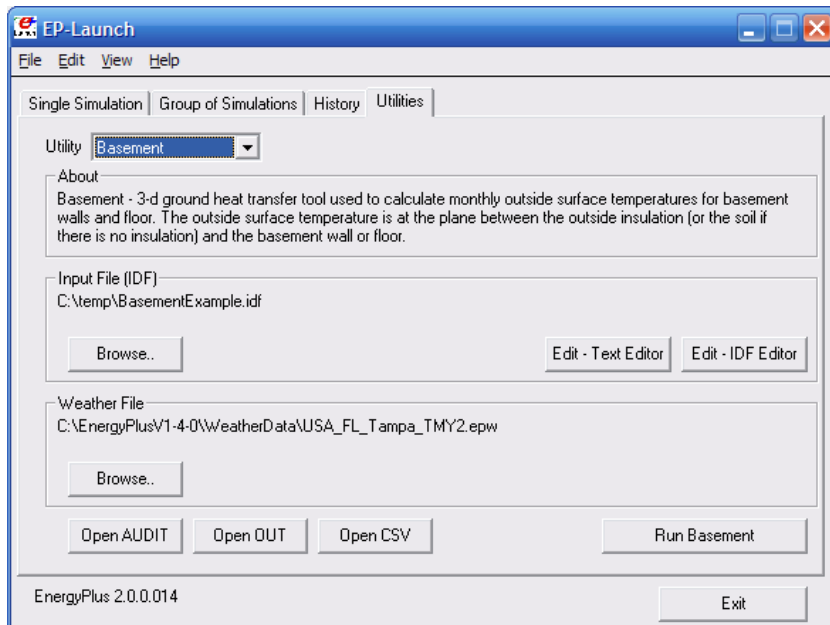 EP-Launch
File Edit View Help
Single Simulation Group of Simulations History Utilities
Utility Basement
About
Basement - 3-d ground heat transfer tool used to calculate monthly outside surface temperatures for basement
walls and floor. The outside surface temperature is at the plane between the outside insulation (or the soil if
there is no insulation) and the basement wall or floor.
Input File (IDF)
C:\temp\BasementExample.idf
Browse.. Edit - Text Editor Edit - IDF Editor
Weather File
C:\EnergyPlusV1-4-0\WeatherData\USA_FL_Tampa_TMY2.epw
Browse..
Open AUDIT Open OUT Open CSV Run Basement
EnergyPlus 2.0.0.014 Exit